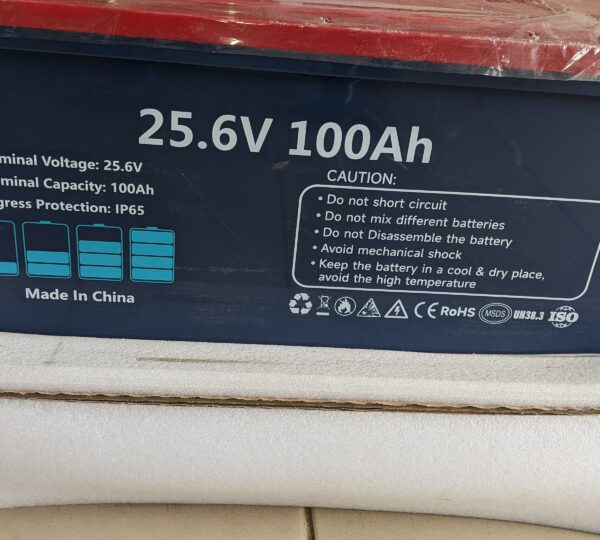 25.6V 100Ah
minal Voltage: 25.6V
minal Capacity: 100Ah
gress Protection: IP65
Made In China
CAUTION:
• Do not short circuit
• Do not mix different batteries
• Do not Disassemble the battery
• Avoid mechanical shock
• Keep the battery in a cool & dry place,
avoid the high temperature
CE RoHS MSDS UN38.3 ISO